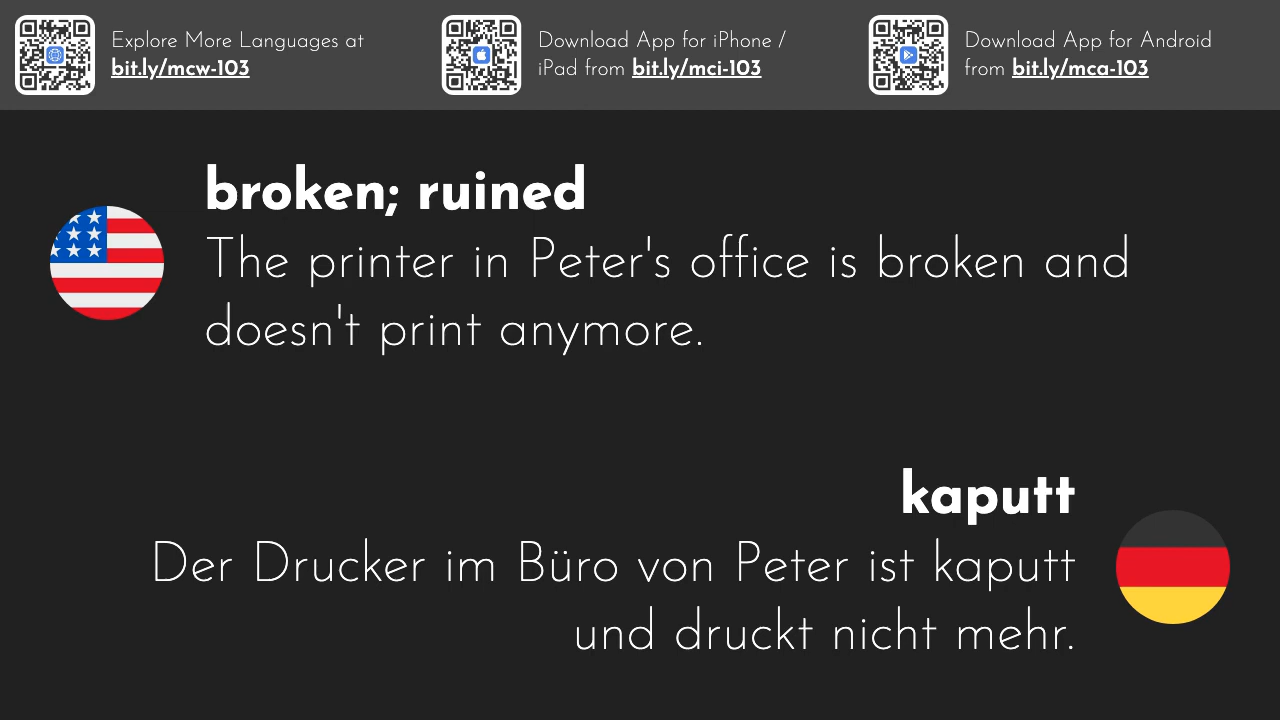 Explore More Languages at
bit.ly/mcw-103
Download App for iPhone /
iPad from bit.ly/mci-103
Download App for Android
from bit.ly/mca-103
broken; ruined
The printer in Peter's office is broken and
doesn't print anymore.
kaputt
Der Drucker im Büro von Peter ist kaputt
und druckt nicht mehr.